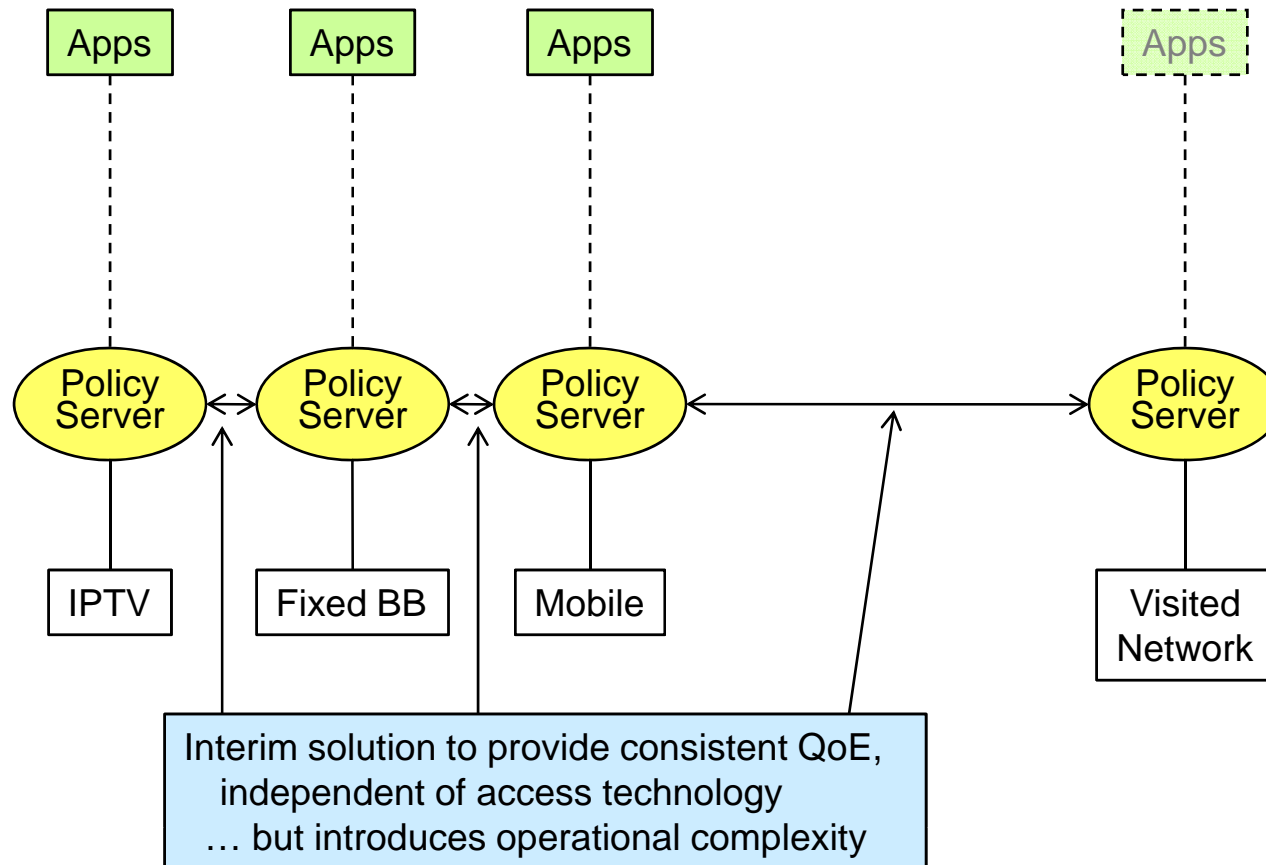 Apps
Apps
Apps
Apps
Policy
Server
Policy
Server
Policy
Server
Policy
Server
IPTV
Fixed BB
Mobile
Visited
Network
Interim solution to provide consistent QoE,
independent of access technology
… but introduces operational complexity